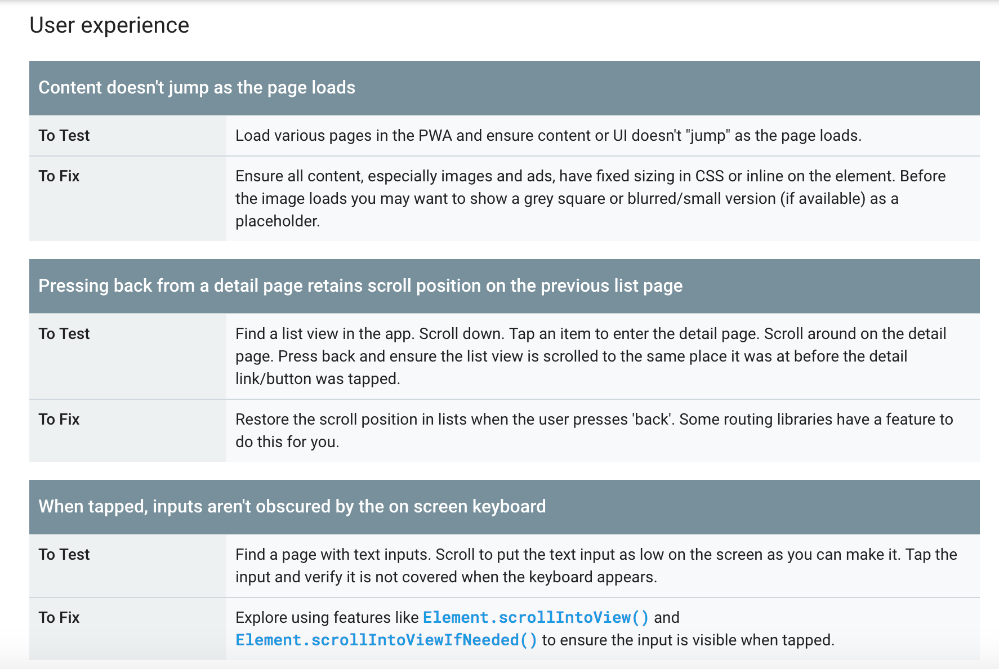 User experience
Content doesn't jump as the page loads
To Test
Load various pages in the PWA and ensure content or UI doesn't "jump" as the page loads.
To Fix
Ensure all content, especially images and ads, have fixed sizing in CSS or inline on the element. Before
the image loads you may want to show a grey square or blurred/small version (if available) as a
placeholder.
Pressing back from a detail page retains scroll position on the previous list page
To Test
Find a list view in the app. Scroll down. Tap an item to enter the detail page. Scroll around on the detail
page. Press back and ensure the list view is scrolled to the same place it was at before the detail
link/button was tapped.
To Fix
Restore the scroll position in lists when the user presses 'back'. Some routing libraries have a feature to
do this for you.
When tapped, inputs aren't obscured by the on screen keyboard
To Test
Find a page with text inputs. Scroll to put the text input as low on the screen as you can make it. Tap the
input and verify it is not covered when the keyboard appears.
To Fix
Explore using features like Element.scrollIntoView() and
Element.scrollIntoViewIfNeeded() to ensure the input is visible when tapped.